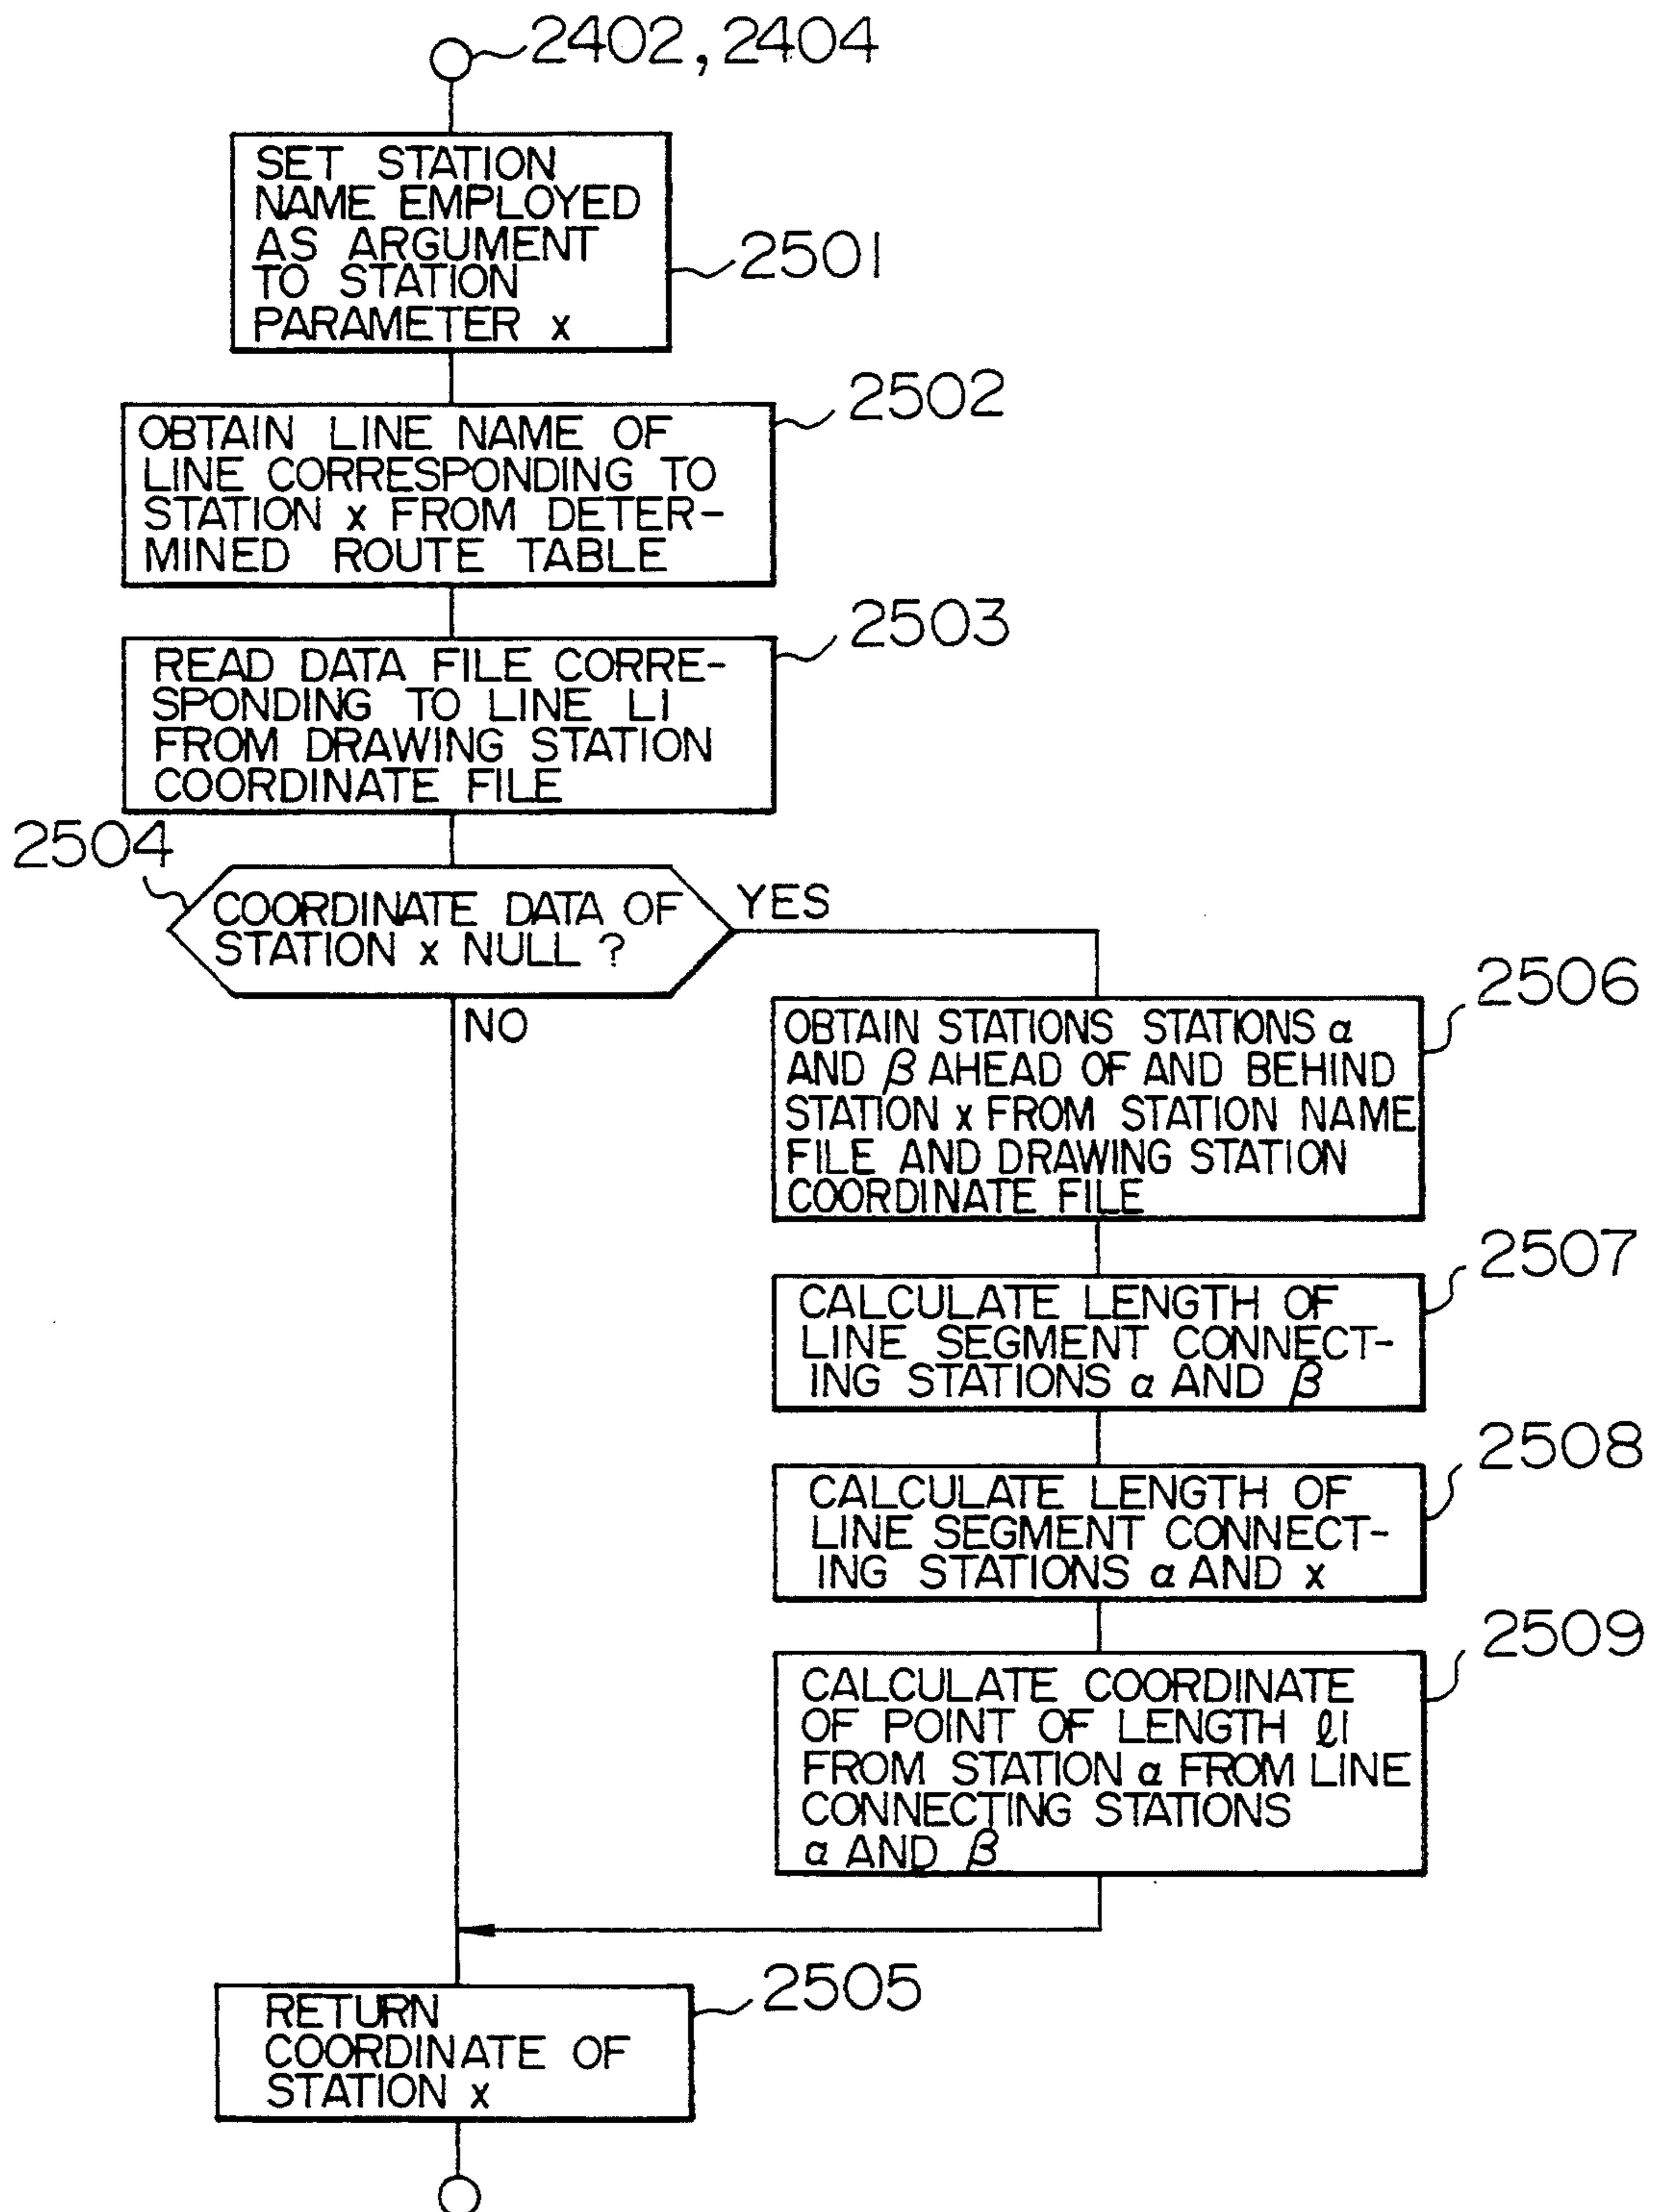 2402, 2404
SET STATION
NAME EMPLOYED
AS ARGUMENT
TO STATION
PARAMETER x
2501
2502
OBTAIN LINE NAME OF
LINE CORRESPONDING TO
STATION x FROM DETER-
MINED ROUTE TABLE
2503
READ DATA FILE CORRE-
SPONDING TO LINE L1
FROM DRAWING STATION
COORDINATE FILE
2504
COORDINATE DATA OF
STATION x NULL ?
YES
NO
2506
OBTAIN STATIONS STATIONS α
AND β AHEAD OF AND BEHIND
STATION x FROM STATION NAME
FILE AND DRAWING STATION
COORDINATE FILE
2507
CALCULATE LENGTH OF
LINE SEGMENT CONNECT-
ING STATIONS α AND β
2508
CALCULATE LENGTH OF
LINE SEGMENT CONNECT-
ING STATIONS α AND x
2509
CALCULATE COORDINATE
OF POINT OF LENGTH ℓ1
FROM STATION α FROM LINE
CONNECTING STATIONS
α AND β
2505
RETURN
COORDINATE OF
STATION x